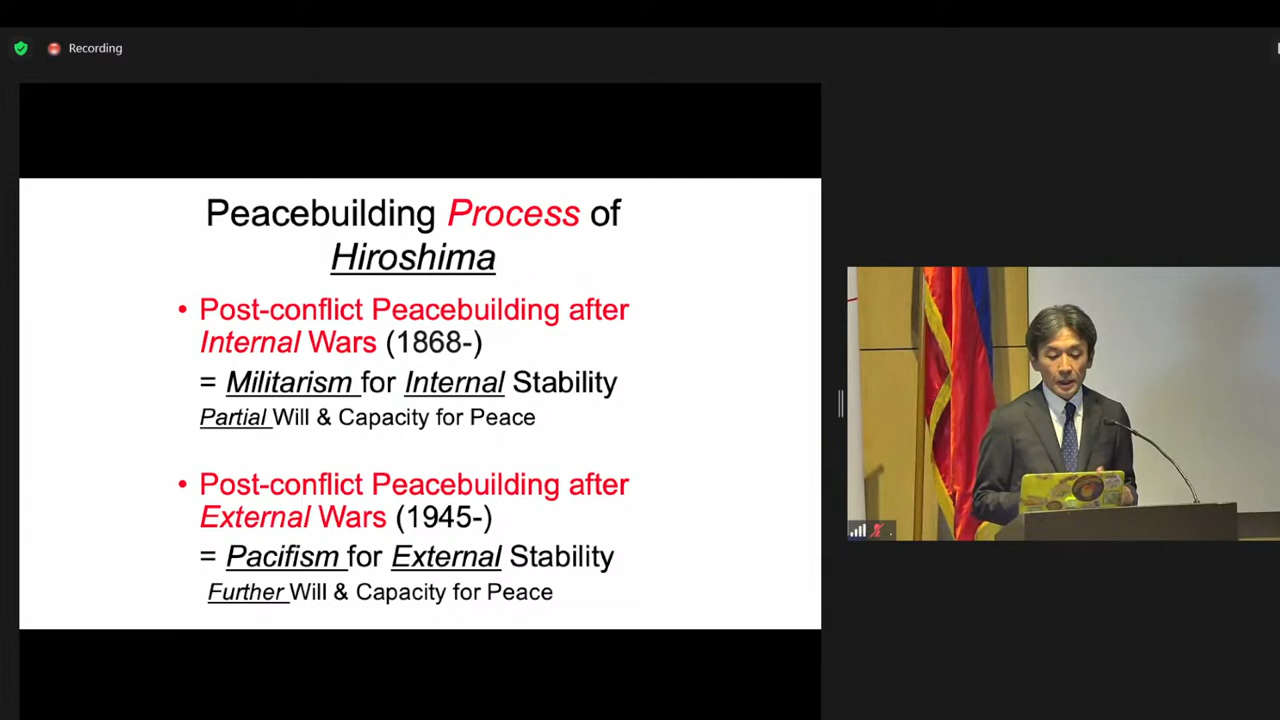 Recording
Peacebuilding Process of
Hiroshima
• Post-conflict Peacebuilding after
Internal Wars (1868-)
= Militarism for Internal Stability
Partial Will & Capacity for Peace
• Post-conflict Peacebuilding after
External Wars (1945-)
= Pacifism for External Stability
Further Will & Capacity for Peace